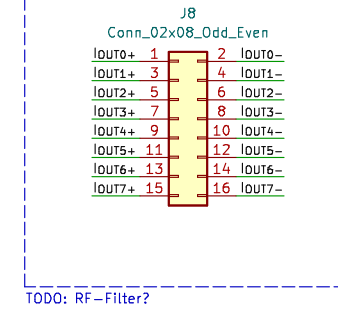 J8
Conn_02x08_Odd_Even
IOUT0+ 1 2 IOUT0-
IOUT1+ 3 4 IOUT1-
IOUT2+ 5 6 IOUT2-
IOUT3+ 7 8 IOUT3-
IOUT4+ 9 10 IOUT4-
IOUT5+ 11 12 IOUT5-
IOUT6+ 13 14 IOUT6-
IOUT7+ 15 16 IOUT7-
TODO: RF-Filter?